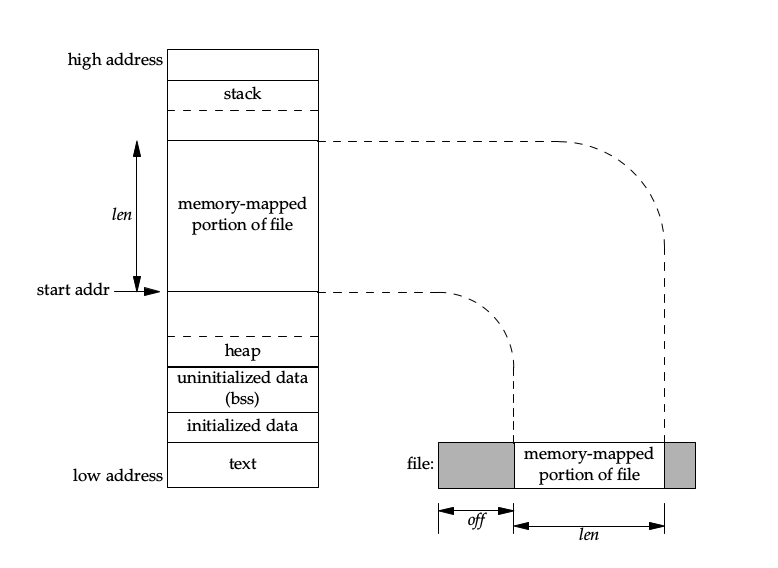 high address
stack
len
memory-mapped
portion of file
start addr
heap
uninitialized data
(bss)
initialized data
low address
text
file:
memory-mapped
portion of file
off
len